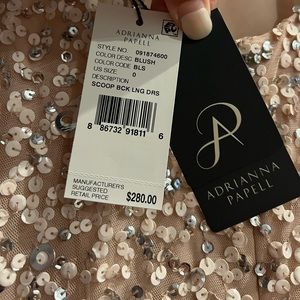 ADRIANNA
PAPELL
STYLE NO. 091874600
COLOR DESC. BLUSH
COLOR CODE BLS
US SIZE 0
DESCRIPTION
SCOOP BCK LNG DRS
8 86732 91811 6
MANUFACTURER'S
SUGGESTED
RETAIL PRICE $280.00
ADRIANNA
PAPELL